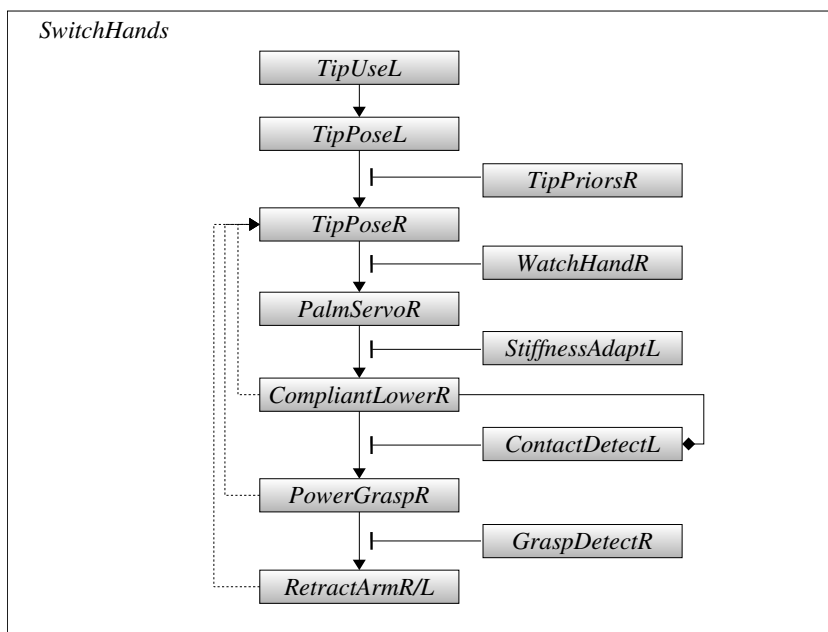 SwitchHands
TipUseL
TipPoseL
TipPriorsR
TipPoseR
WatchHandR
PalmServoR
StiffnessAdaptL
CompliantLowerR
ContactDetectL
PowerGraspR
GraspDetectR
RetractArmR/L